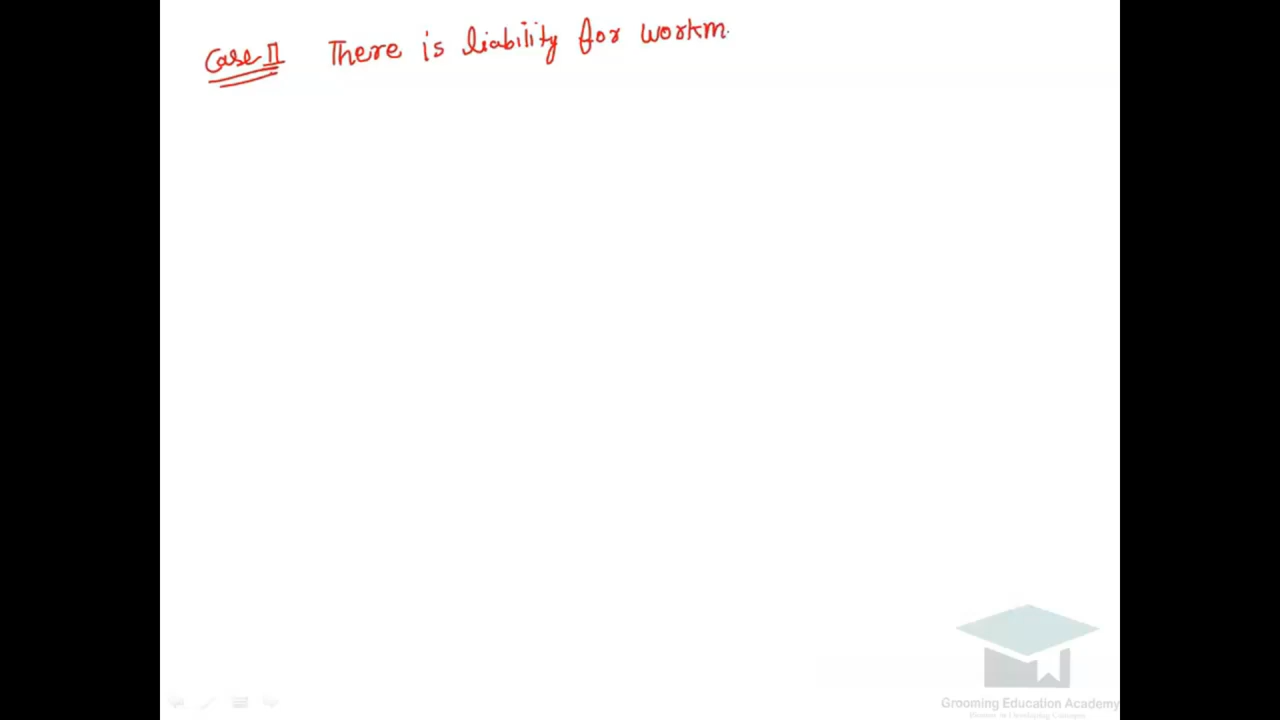 Case II There is liability for workm
Grooming Education Academy